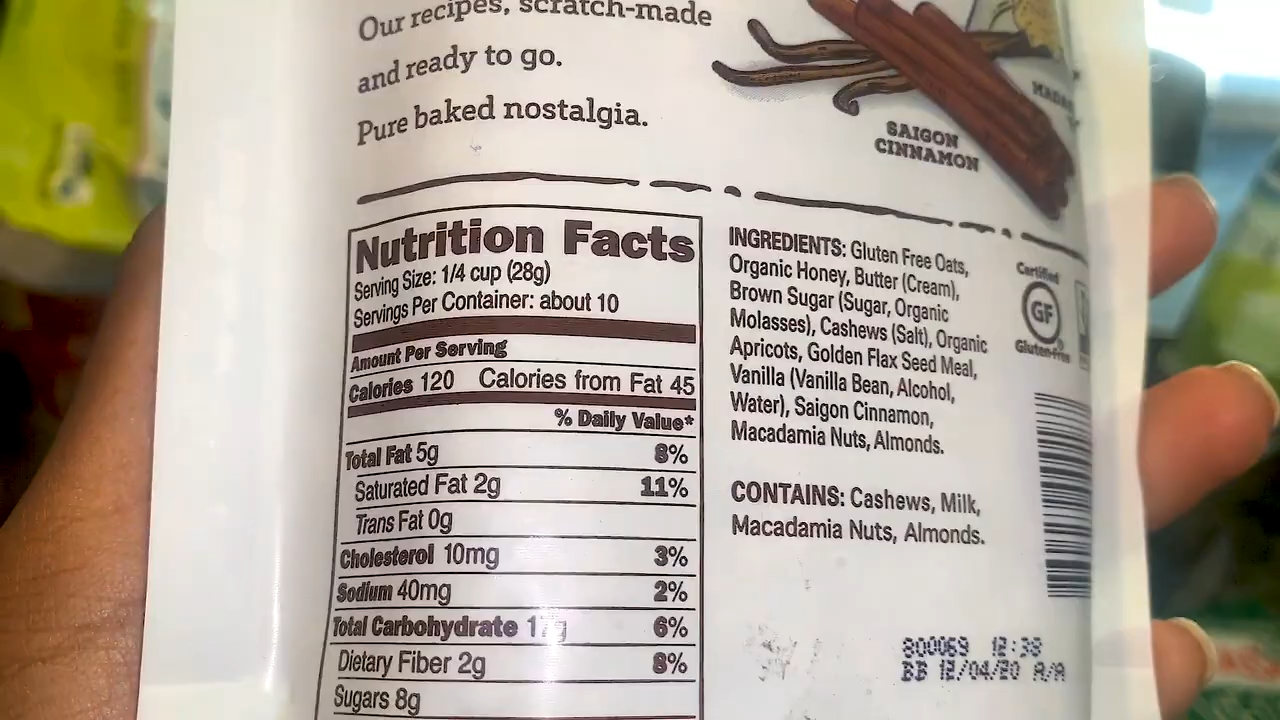 Our recipes, scratch-made
and ready to go.
Pure baked nostalgia.
SAIGON
CINNAMON
Nutrition Facts
Serving Size: 1/4 cup (28g)
Servings Per Container: about 10
Amount Per Serving
Calories 120 Calories from Fat 45
% Daily Value*
Total Fat 5g 8%
Saturated Fat 2g 11%
Trans Fat 0g
Cholesterol 10mg 3%
Sodium 40mg 2%
Total Carbohydrate 17g 6%
Dietary Fiber 2g 8%
Sugars 8g
INGREDIENTS: Gluten Free Oats,
Organic Honey, Butter (Cream),
Brown Sugar (Sugar, Organic
Molasses), Cashews (Salt), Organic
Apricots, Golden Flax Seed Meal,
Vanilla (Vanilla Bean, Alcohol,
Water), Saigon Cinnamon,
Macadamia Nuts, Almonds.
CONTAINS: Cashews, Milk,
Macadamia Nuts, Almonds.
Certified
GF
Gluten-Free
800069 12:33
BB 12/04/20 A/A